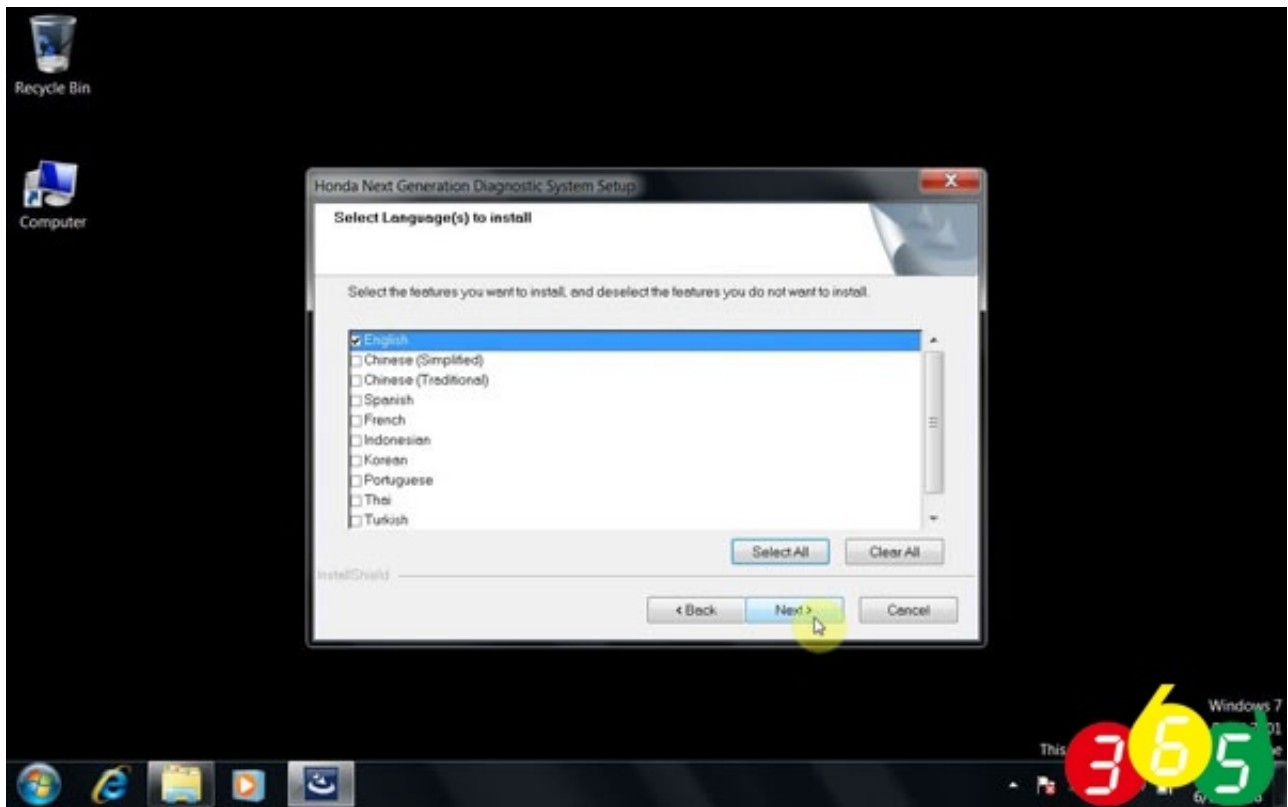 Recycle Bin
Computer
Honda Next Generation Diagnostic System Setup
Select Language(s) to install
Select the features you want to install, and deselect the features you do not want to install.
English
Chinese (Simplified)
Chinese (Traditional)
Spanish
French
Indonesian
Korean
Portuguese
Thai
Turkish
Select All
Clear All
InstallShield
< Back
Next >
Cancel
Windows 7
This
365